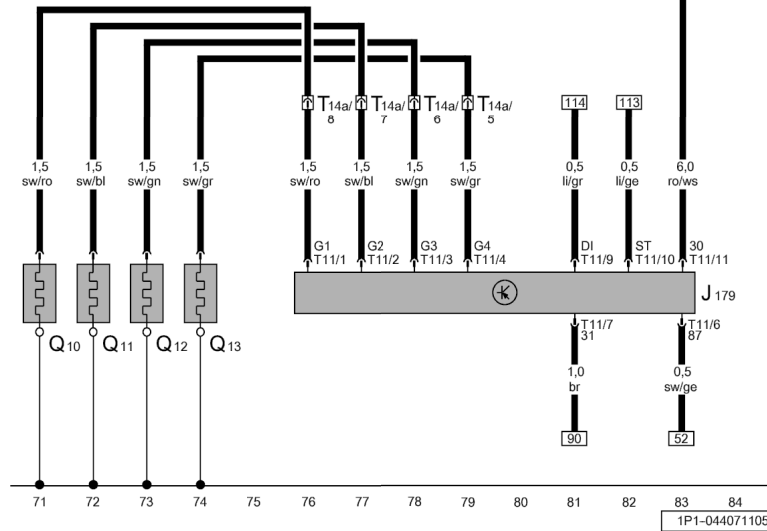 T14a/ T14a/ T14a/ T14a/
8 7 6 5
114 113
1,5 1,5 1,5 1,5 1,5 1,5 1,5 1,5 0,5 0,5 6,0
sw/ro sw/bl sw/gn sw/gr sw/ro sw/bl sw/gn sw/gr li/gr li/ge ro/ws
G1 G2 G3 G4 DI ST 30
T11/1 T11/2 T11/3 T11/4 T11/9 T11/10 T11/11
J179
T11/7 T11/6
31 87
Q10 Q11 Q12 Q13
1,0 0,5
br sw/ge
90 52
71 72 73 74 75 76 77 78 79 80 81 82 83 84
1P1-044071105